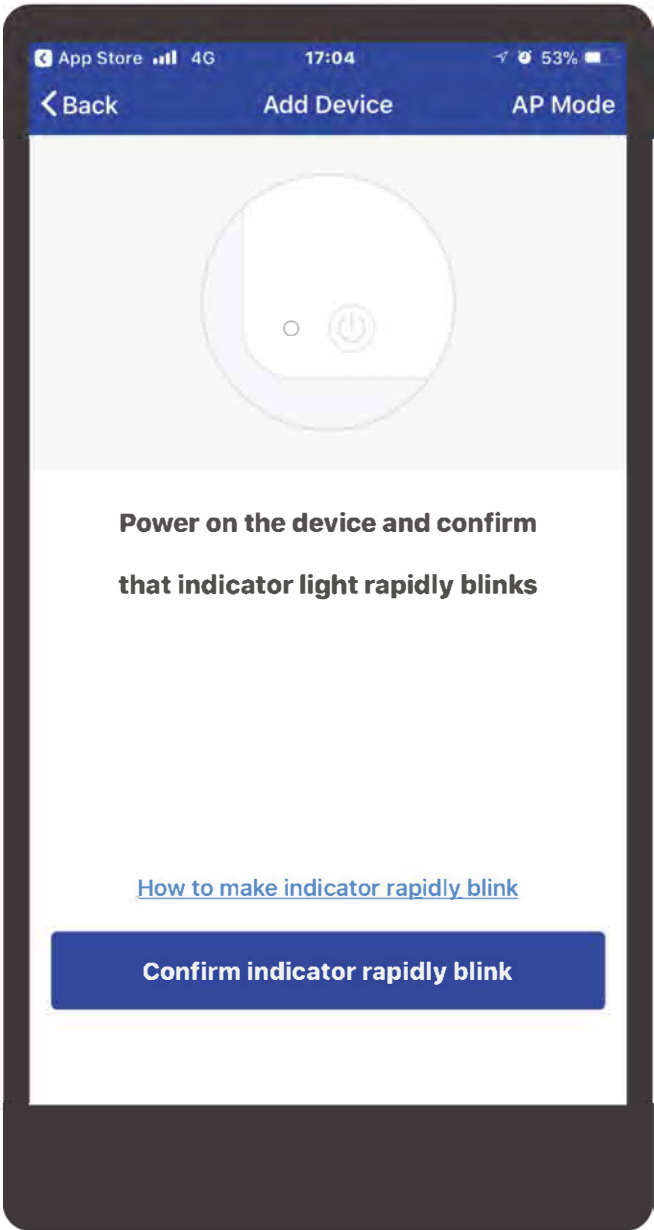 App Store 4G 17:04 53%
Back Add Device AP Mode
Power on the device and confirm
that indicator light rapidly blinks
How to make indicator rapidly blink
Confirm indicator rapidly blink